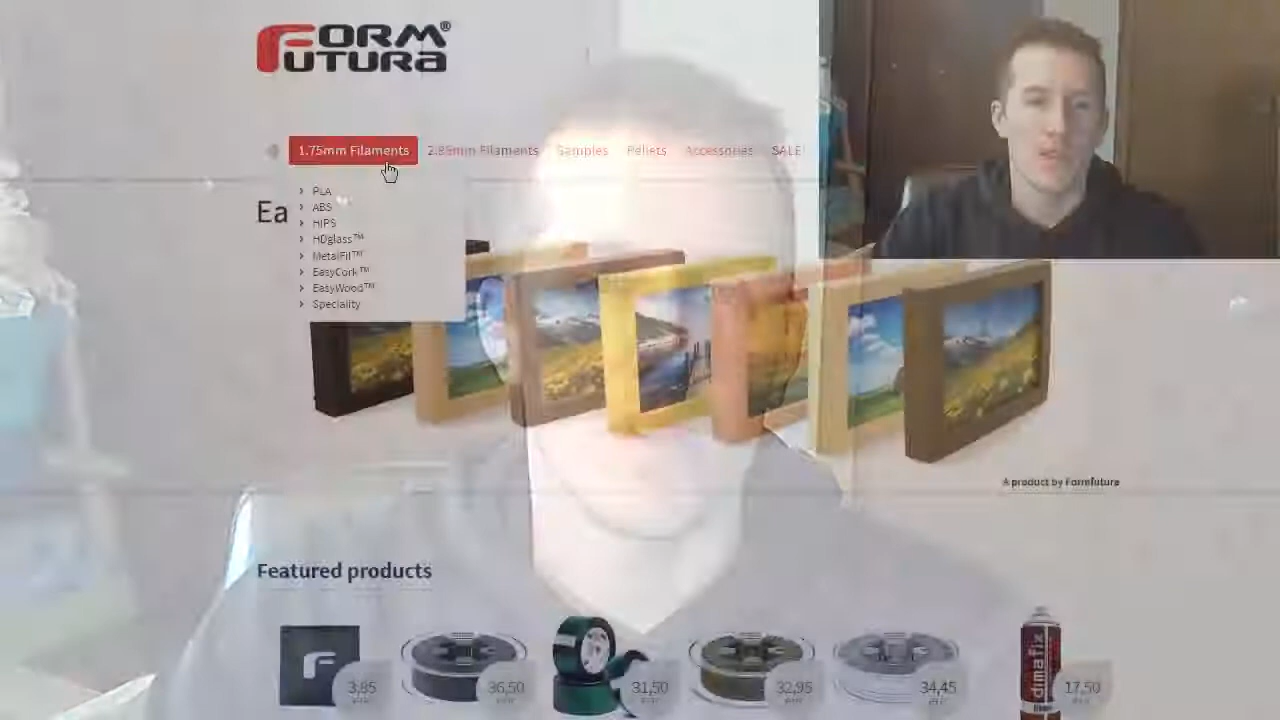 FORM FUTURA®
1.75mm Filaments 2.85mm Filaments Samples Pellets Accessories SALE!
PLA
ABS
HIPS
HDglass™
MetalFil™
EasyCork™
EasyWood™
Speciality
Ea
A product by Formfutura
Featured products
3,95 36,50 31,50 32,95 34,45 17,50
dimafix